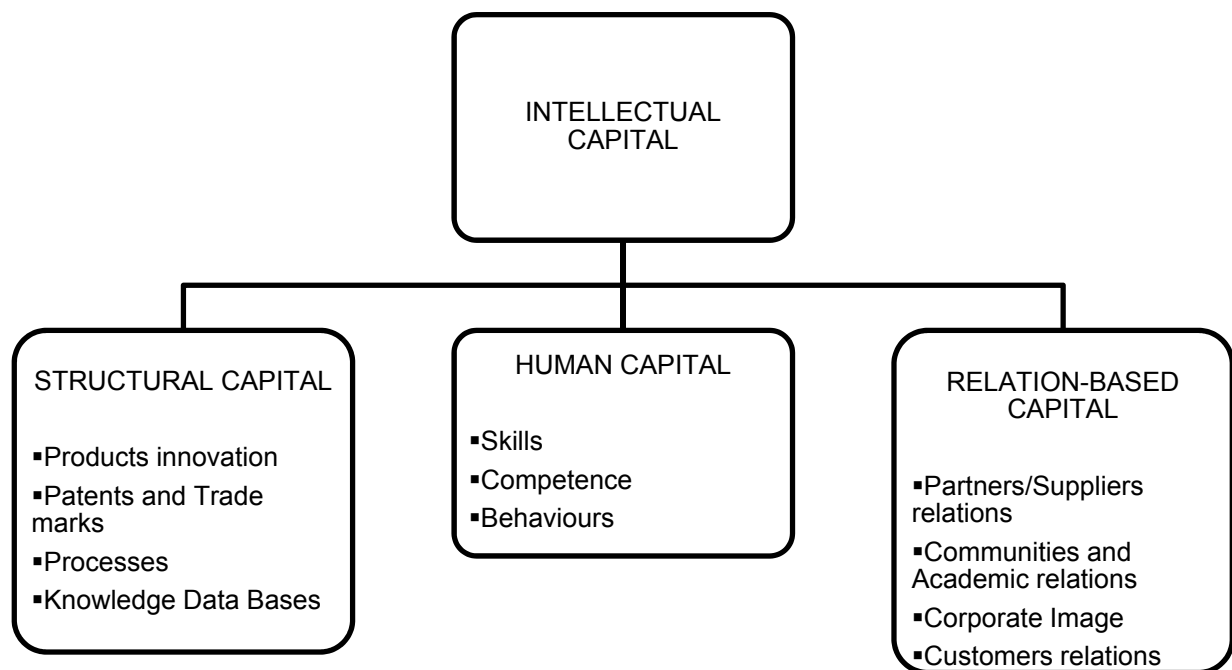 INTELLECTUAL
CAPITAL
STRUCTURAL CAPITAL
▪Products innovation
▪Patents and Trade
marks
▪Processes
▪Knowledge Data Bases
HUMAN CAPITAL
▪Skills
▪Competence
▪Behaviours
RELATION-BASED
CAPITAL
▪Partners/Suppliers
relations
▪Communities and
Academic relations
▪Corporate Image
▪Customers relations